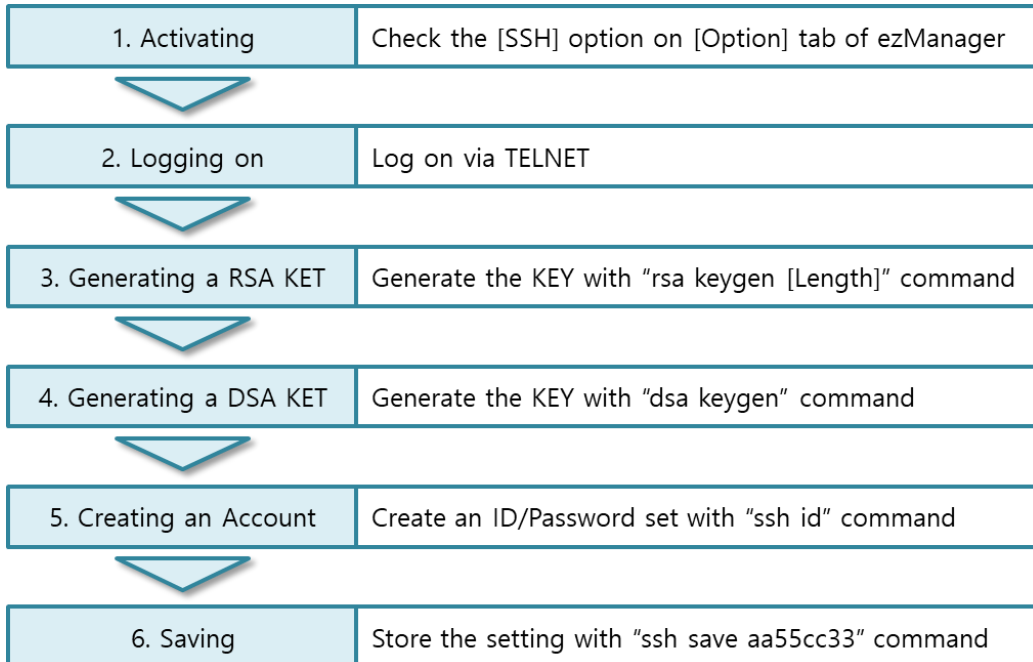 1. Activating
Check the [SSH] option on [Option] tab of ezManager
2. Logging on
Log on via TELNET
3. Generating a RSA KET
Generate the KEY with “rsa keygen [Length]” command
4. Generating a DSA KET
Generate the KEY with “dsa keygen” command
5. Creating an Account
Create an ID/Password set with “ssh id” command
6. Saving
Store the setting with “ssh save aa55cc33” command